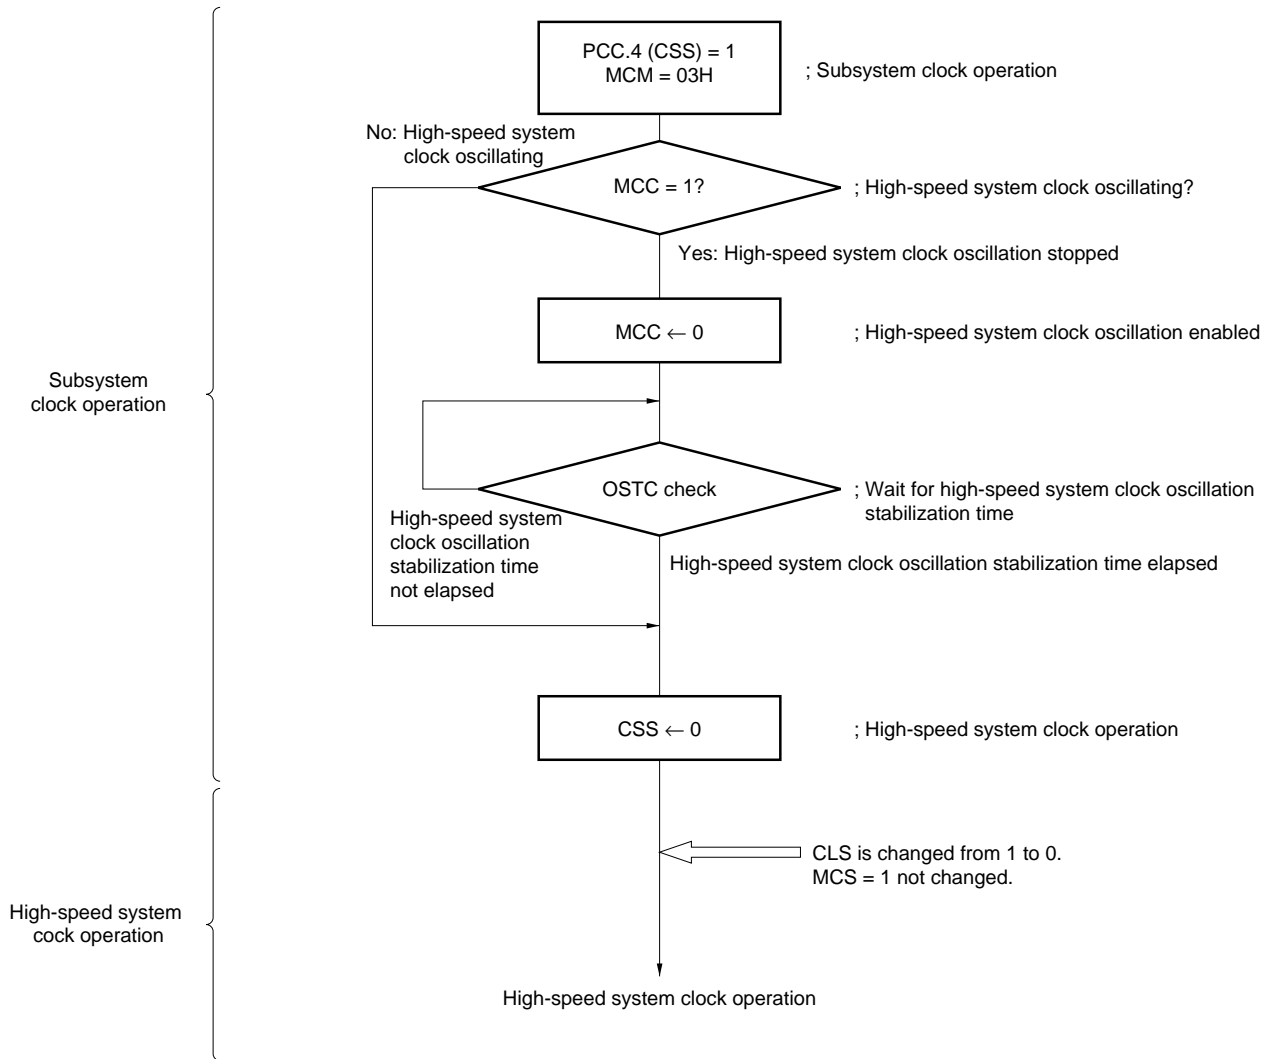 PCC.4 (CSS) = 1
MCM = 03H
; Subsystem clock operation
No: High-speed system
clock oscillating
MCC = 1?
; High-speed system clock oscillating?
Yes: High-speed system clock oscillation stopped
MCC ← 0
; High-speed system clock oscillation enabled
Subsystem
clock operation
OSTC check
; Wait for high-speed system clock oscillation
stabilization time
High-speed system
clock oscillation
stabilization time
not elapsed
High-speed system clock oscillation stabilization time elapsed
CSS ← 0
; High-speed system clock operation
CLS is changed from 1 to 0.
MCS = 1 not changed.
High-speed system
cock operation
High-speed system clock operation